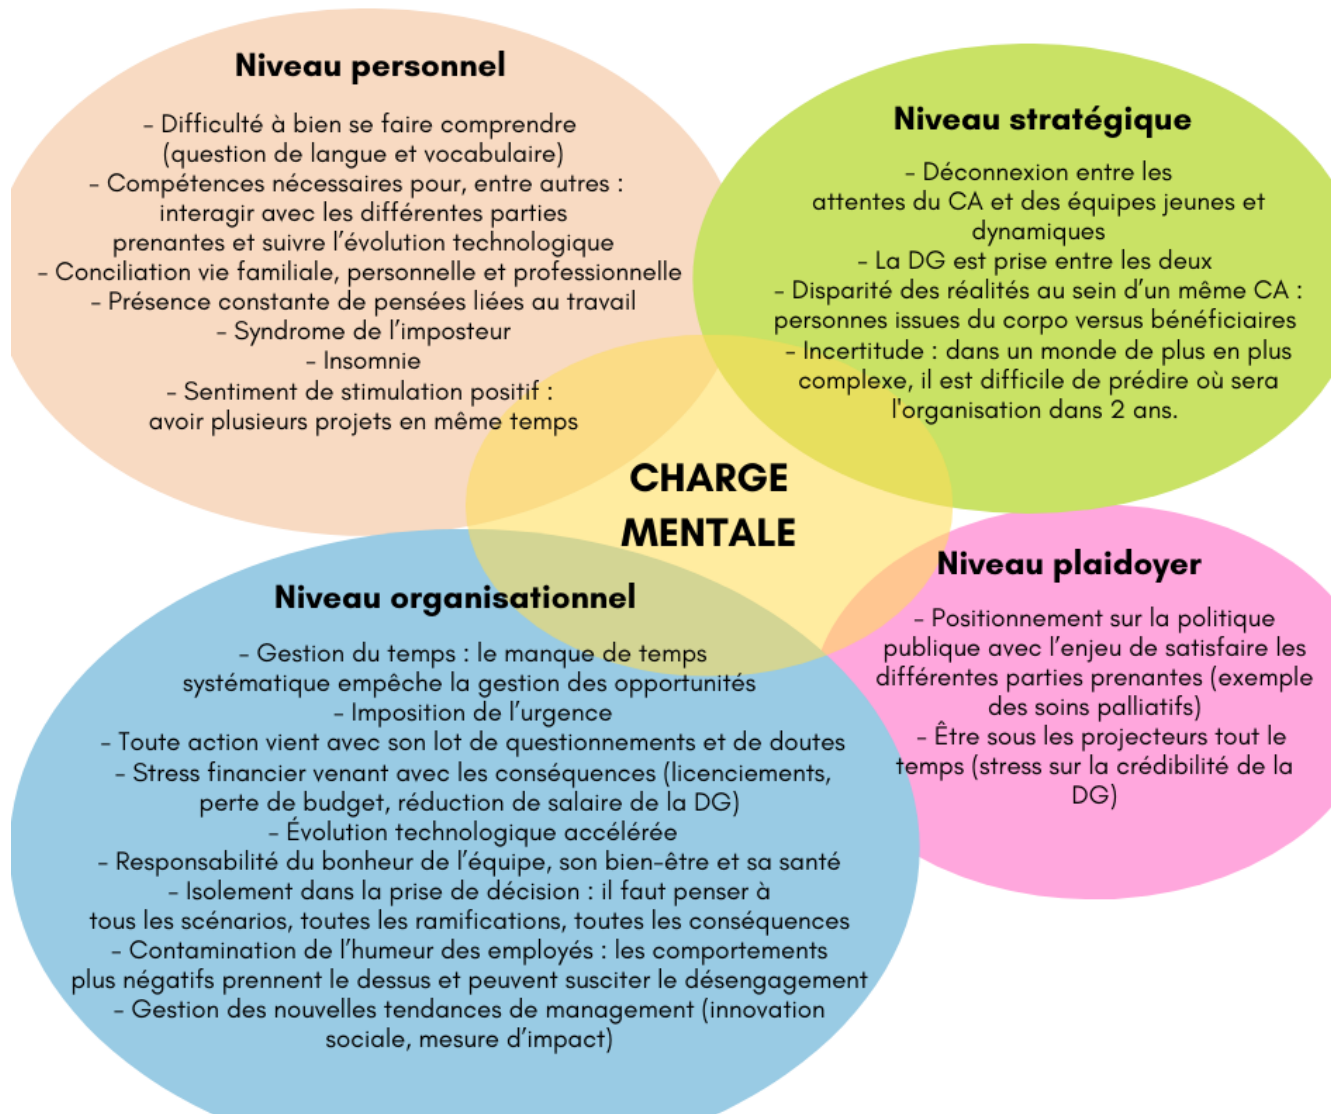 Niveau personnel
- Difficulté à bien se faire comprendre
(question de langue et vocabulaire)
- Compétences nécessaires pour, entre autres :
interagir avec les différentes parties
prenantes et suivre l’évolution technologique
- Conciliation vie familiale, personnelle et professionnelle
- Présence constante de pensées liées au travail
- Syndrome de l’imposteur
- Insomnie
- Sentiment de stimulation positif :
avoir plusieurs projets en même temps
Niveau stratégique
- Déconnexion entre les
attentes du CA et des équipes jeunes et
dynamiques
- La DG est prise entre les deux
- Disparité des réalités au sein d’un même CA :
personnes issues du corpo versus bénéficiaires
- Incertitude : dans un monde de plus en plus
complexe, il est difficile de prédire où sera
l'organisation dans 2 ans.
CHARGE
MENTALE
Niveau organisationnel
- Gestion du temps : le manque de temps
systématique empêche la gestion des opportunités
- Imposition de l’urgence
- Toute action vient avec son lot de questionnements et de doutes
- Stress financier venant avec les conséquences (licenciements,
perte de budget, réduction de salaire de la DG)
- Évolution technologique accélérée
- Responsabilité du bonheur de l’équipe, son bien-être et sa santé
- Isolement dans la prise de décision : il faut penser à
tous les scénarios, toutes les ramifications, toutes les conséquences
- Contamination de l’humeur des employés : les comportements
plus négatifs prennent le dessus et peuvent susciter le désengagement
- Gestion des nouvelles tendances de management (innovation
sociale, mesure d’impact)
Niveau plaidoyer
- Positionnement sur la politique
publique avec l’enjeu de satisfaire les
différentes parties prenantes (exemple
des soins palliatifs)
- Être sous les projecteurs tout le
temps (stress sur la crédibilité de la
DG)